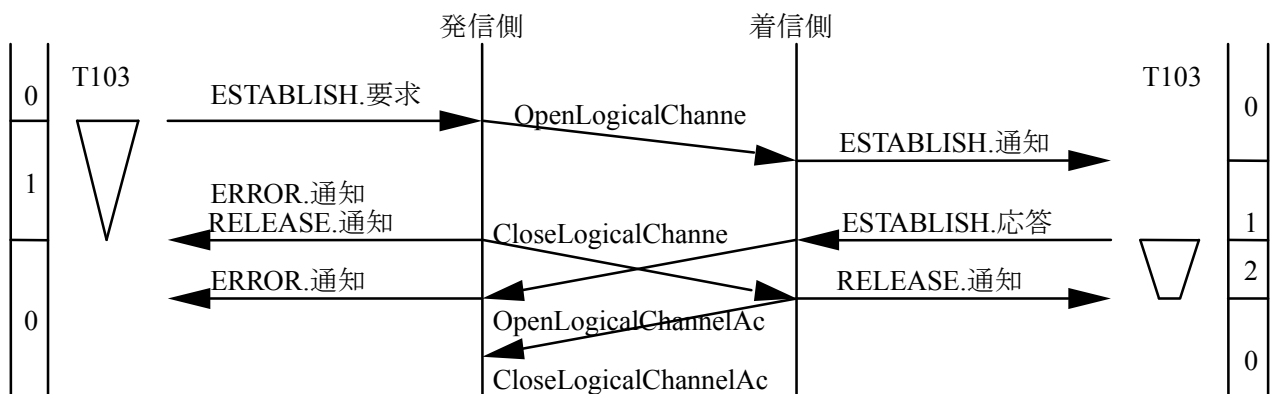 発信側 着信側
T103 T103
0 ESTABLISH.要求 OpenLogicalChanne 0
ESTABLISH.通知
1 ERROR.通知
RELEASE.通知 CloseLogicalChanne ESTABLISH.応答 1
ERROR.通知 RELEASE.通知 2
0 OpenLogicalChannelAc
CloseLogicalChannelAc 0